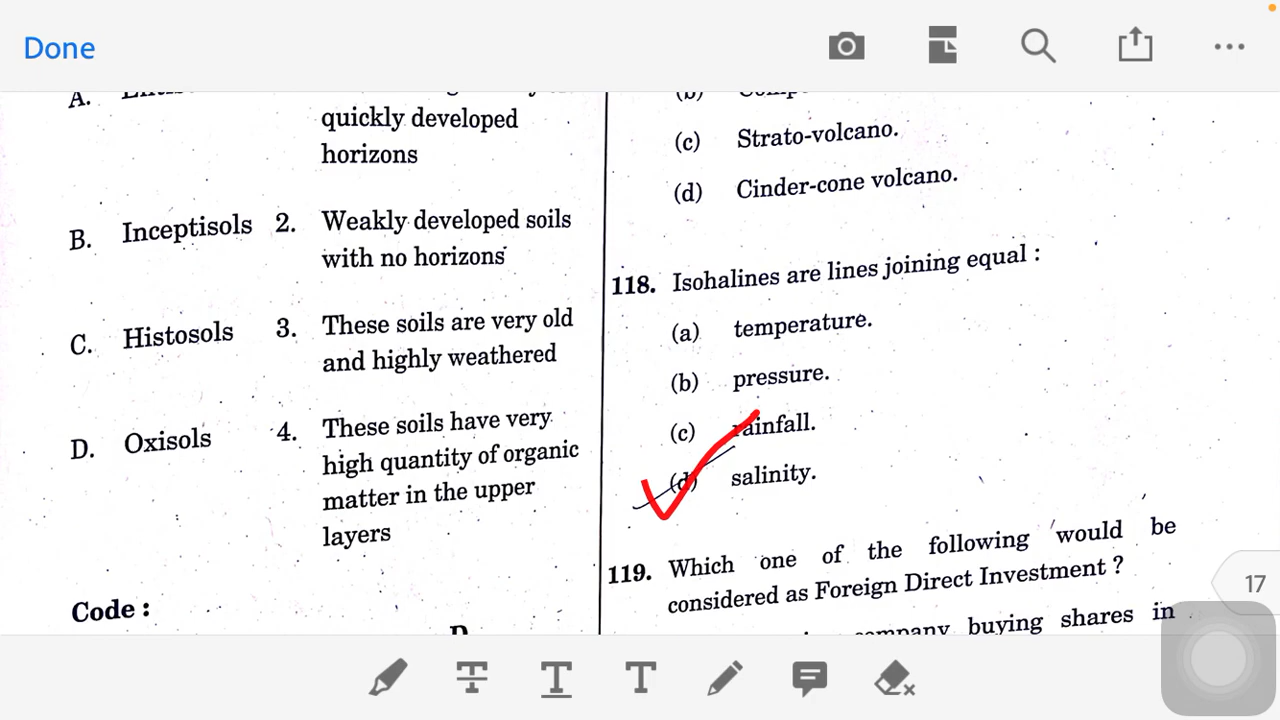 Done
A.
quickly developed
horizons
B. Inceptisols 2. Weakly developed soils
with no horizons
C. Histosols 3. These soils are very old
and highly weathered
D. Oxisols 4. These soils have very
high quantity of organic
matter in the upper
layers
Code :
D
(b)
(c) Strato-volcano.
(d) Cinder-cone volcano.
118. Isohalines are lines joining equal :
(a) temperature.
(b) pressure.
(c) rainfall.
(d) salinity.
119. Which one of the following would be
considered as Foreign Direct Investment ?
company buying shares in
17
T T T